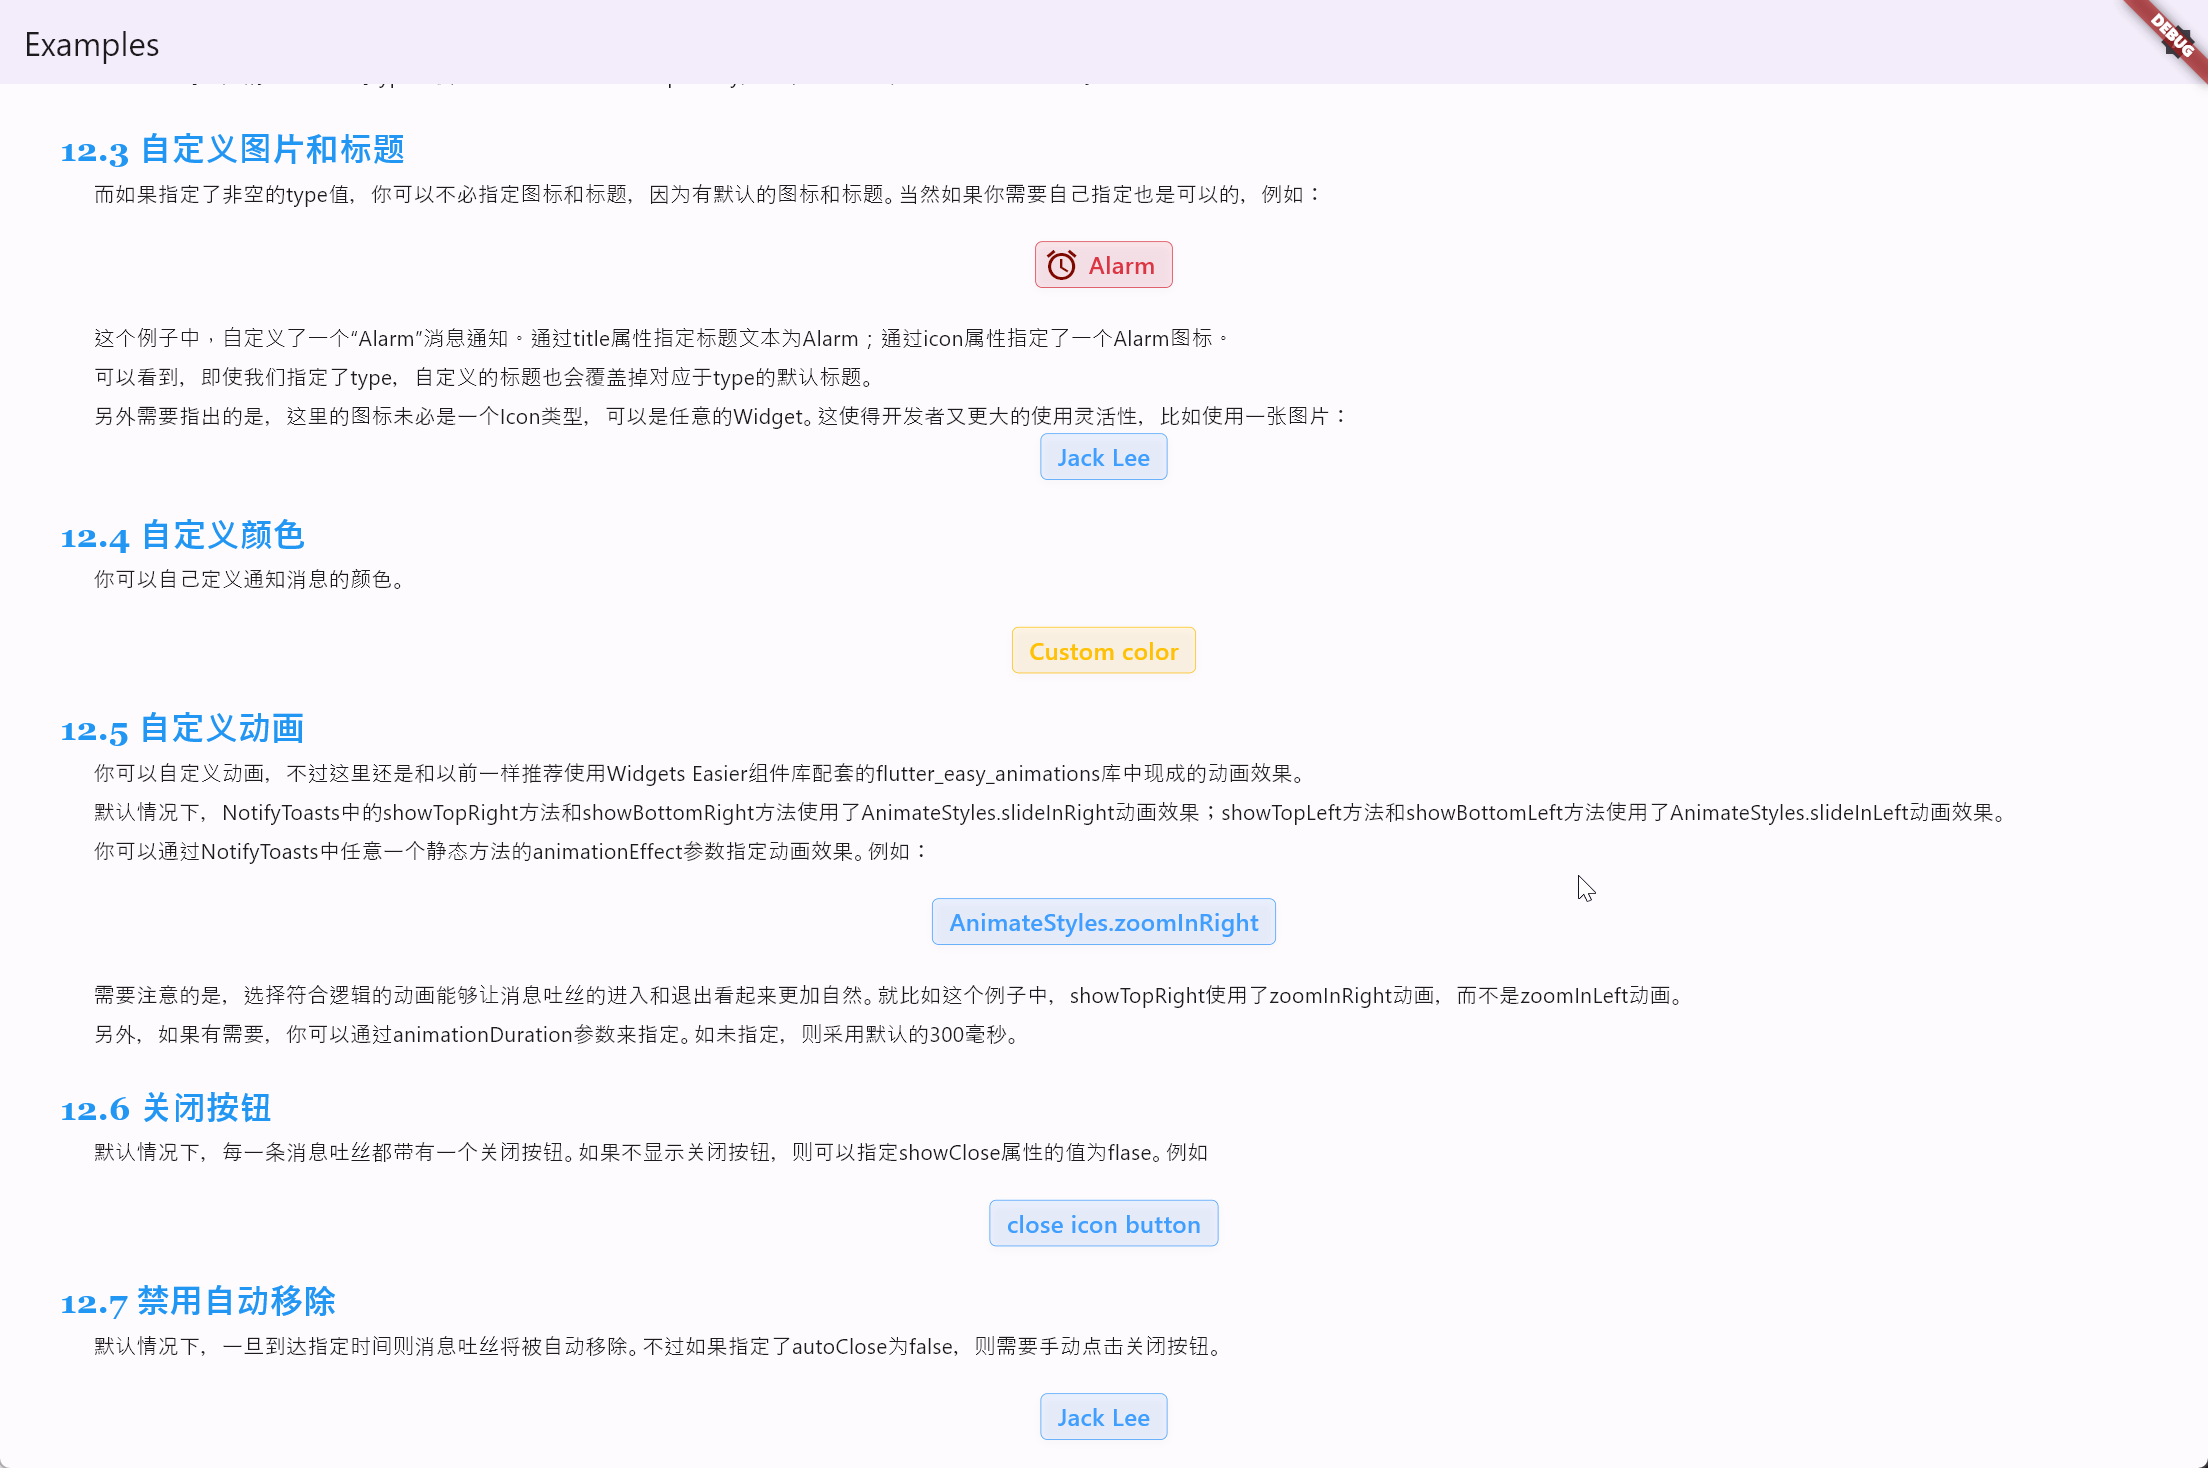 Examples
DEBUG
12.3 自定义图片和标题
而如果指定了非空的type值，你可以不必指定图标和标题，因为有默认的图标和标题。当然如果你需要自己指定也是可以的，例如：
Alarm
这个例子中，自定义了一个“Alarm”消息通知。通过title属性指定标题文本为Alarm；通过icon属性指定了一个Alarm图标。
可以看到，即使我们指定了type，自定义的标题也会覆盖掉对应于type的默认标题。
另外需要指出的是，这里的图标未必是一个Icon类型，可以是任意的Widget。这使得开发者又更大的使用灵活性，比如使用一张图片：
Jack Lee
12.4 自定义颜色
你可以自己定义通知消息的颜色。
Custom color
12.5 自定义动画
你可以自定义动画，不过这里还是和以前一样推荐使用Widgets Easier组件库配套的flutter_easy_animations库中现成的动画效果。
默认情况下，NotifyToasts中的showTopRight方法和showBottomRight方法使用了AnimateStyles.slideInRight动画效果；showTopLeft方法和showBottomLeft方法使用了AnimateStyles.slideInLeft动画效果。
你可以通过NotifyToasts中任意一个静态方法的animationEffect参数指定动画效果。例如：
AnimateStyles.zoomInRight
需要注意的是，选择符合逻辑的动画能够让消息吐丝的进入和退出看起来更加自然。就比如这个例子中，showTopRight使用了zoomInRight动画，而不是zoomInLeft动画。
另外，如果有需要，你可以通过animationDuration参数来指定。如未指定，则采用默认的300毫秒。
12.6 关闭按钮
默认情况下，每一条消息吐丝都带有一个关闭按钮。如果不显示关闭按钮，则可以指定showClose属性的值为flase。例如
close icon button
12.7 禁用自动移除
默认情况下，一旦到达指定时间则消息吐丝将被自动移除。不过如果指定了autoClose为false，则需要手动点击关闭按钮。
Jack Lee